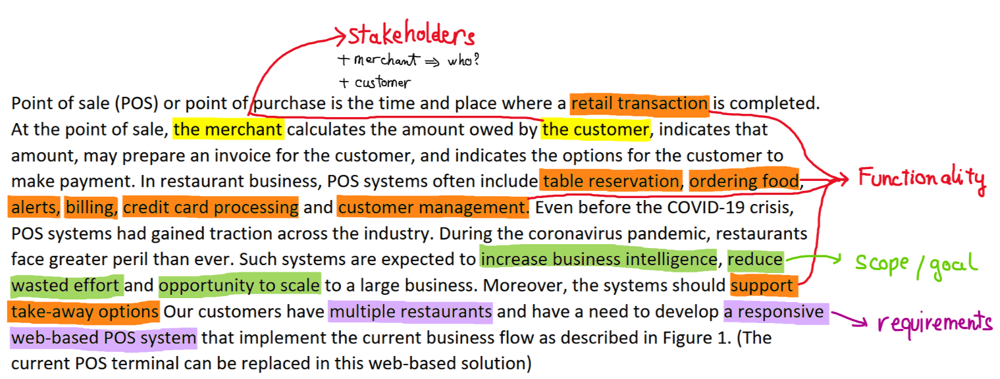 stakeholders
+ merchant ⇒ who?
+ customer
Point of sale (POS) or point of purchase is the time and place where a retail transaction is completed.
At the point of sale, the merchant calculates the amount owed by the customer, indicates that
amount, may prepare an invoice for the customer, and indicates the options for the customer to
make payment. In restaurant business, POS systems often include table reservation, ordering food,
Functionality
alerts, billing, credit card processing and customer management. Even before the COVID-19 crisis,
POS systems had gained traction across the industry. During the coronavirus pandemic, restaurants
face greater peril than ever. Such systems are expected to increase business intelligence, reduce
scope/goal
wasted effort and opportunity to scale to a large business. Moreover, the systems should support
take-away options Our customers have multiple restaurants and have a need to develop a responsive
requirements
web-based POS system that implement the current business flow as described in Figure 1. (The
current POS terminal can be replaced in this web-based solution)